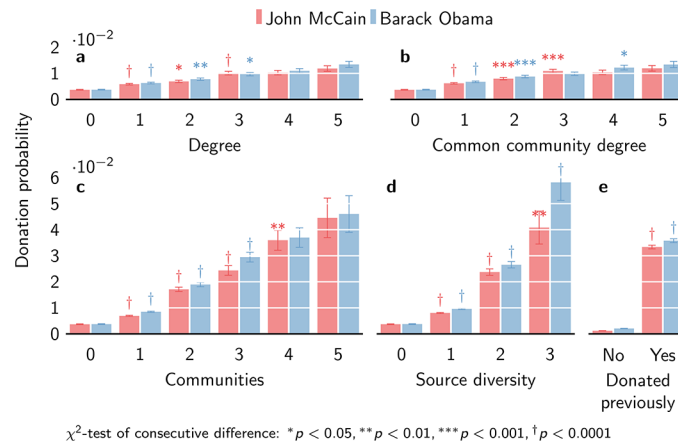 John McCain Barack Obama
·10⁻²
a b
2
1
0
† † * ** † * † † *** *** *** *
0 1 2 3 4 5 0 1 2 3 4 5
Degree Common community degree
Donation probability
·10⁻²
c d e
6
5
4
3
2
1
0
† † † † † † ** † † † † ** † † †
0 1 2 3 4 5 0 1 2 3 No Yes
Communities Source diversity Donated
previously
χ²-test of consecutive difference: *p < 0.05, **p < 0.01, ***p < 0.001, †p < 0.0001